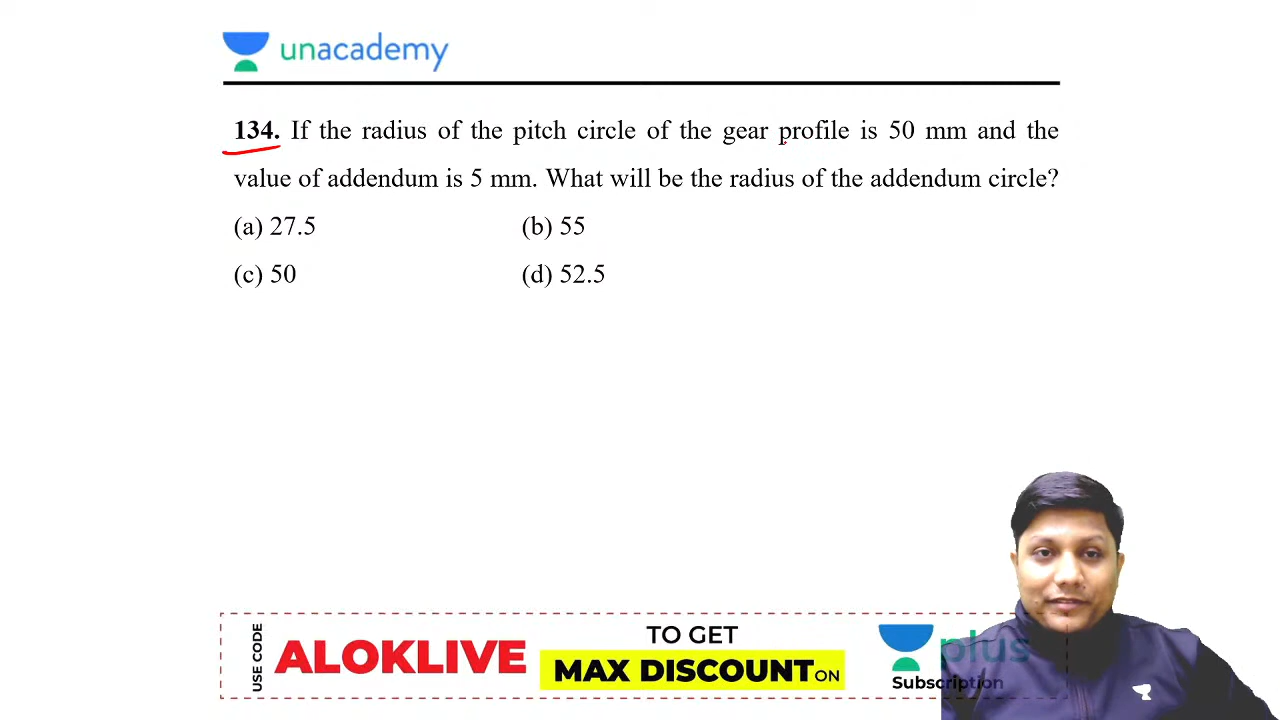 unacademy
134. If the radius of the pitch circle of the gear profile is 50 mm and the
value of addendum is 5 mm. What will be the radius of the addendum circle?
(a) 27.5 (b) 55
(c) 50 (d) 52.5
USE CODE
ALOKLIVE
TO GET
MAX DISCOUNT ON
plus
Subscription